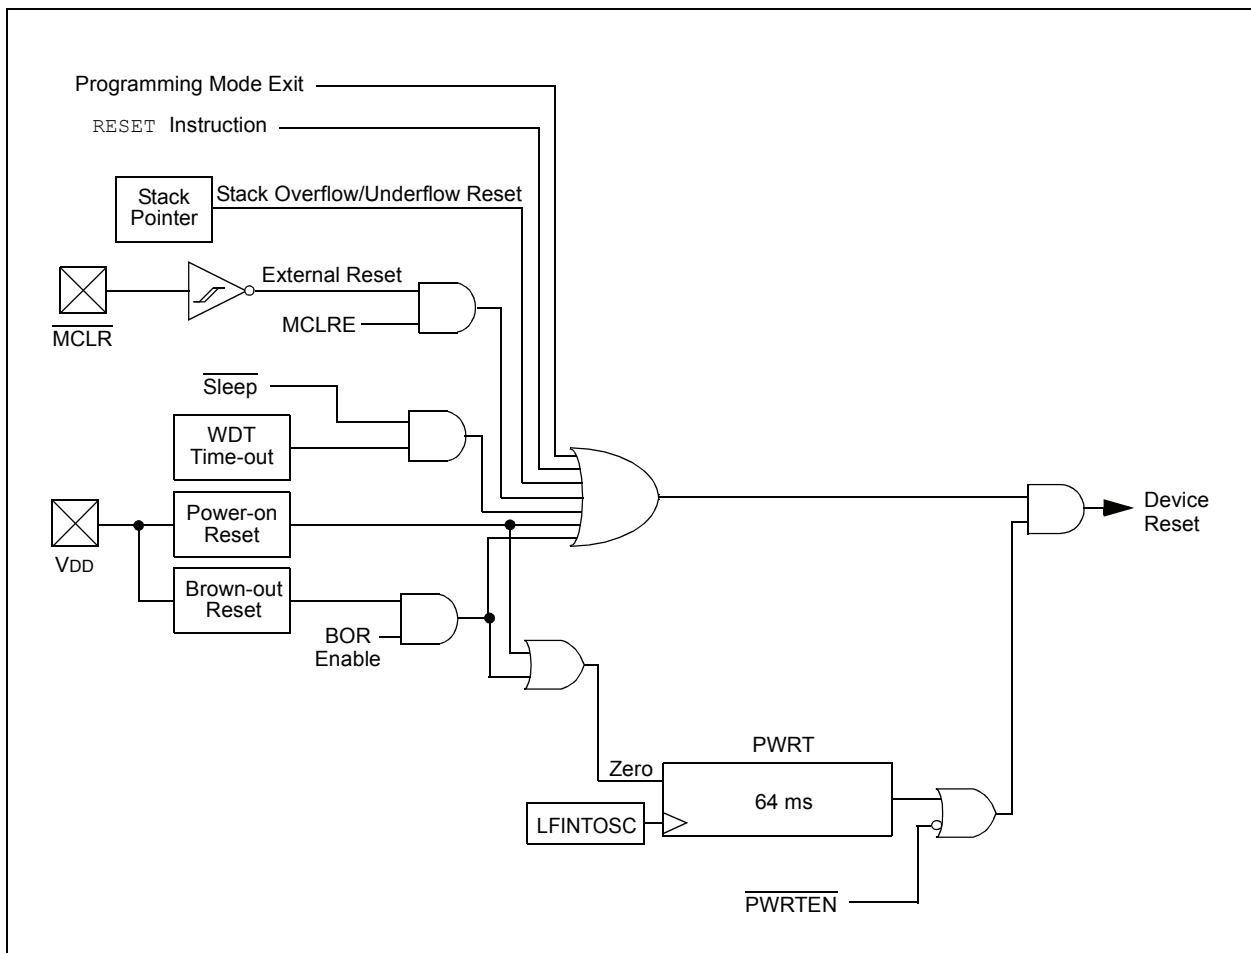 Programming Mode Exit
RESET Instruction
Stack
Pointer
Stack Overflow/Underflow Reset
External Reset
MCLR
MCLRE
Sleep
WDT
Time-out
Power-on
Reset
VDD
Brown-out
Reset
BOR
Enable
Device
Reset
PWRT
Zero
64 ms
LFINTOSC
PWRTEN